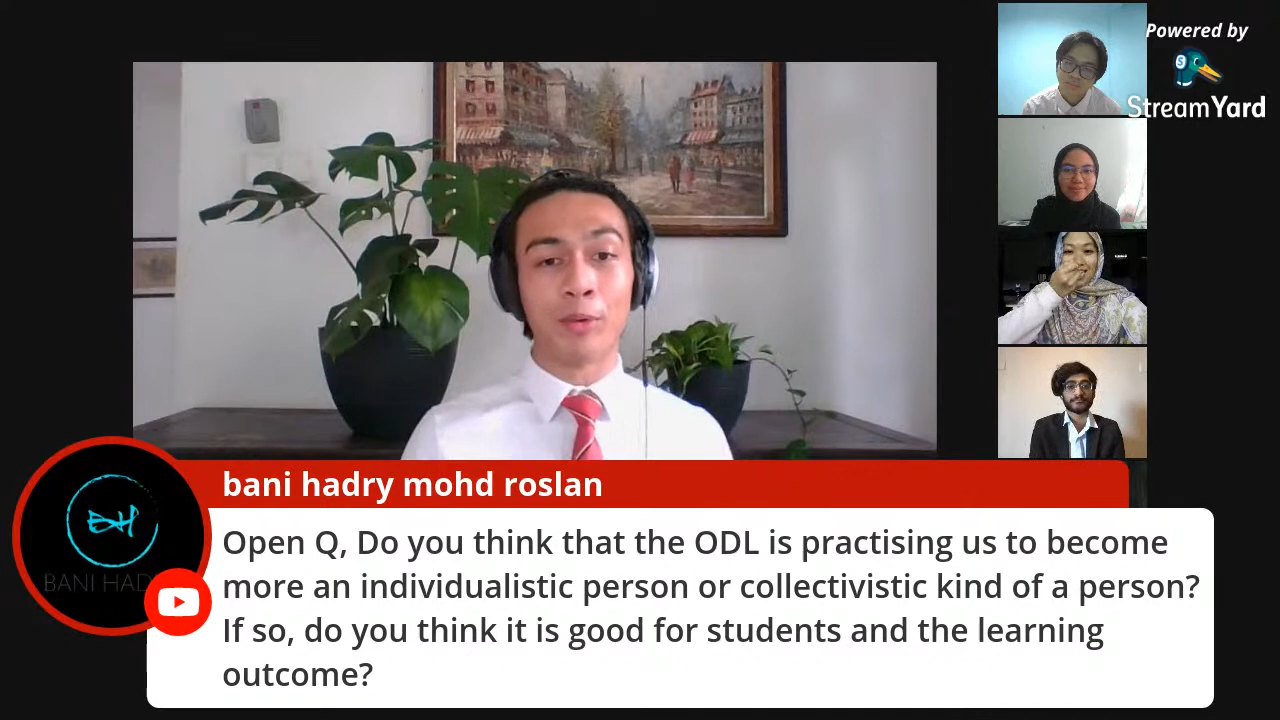 Powered by
StreamYard
bani hadry mohd roslan
BANI HAD
Open Q, Do you think that the ODL is practising us to become
more an individualistic person or collectivistic kind of a person?
If so, do you think it is good for students and the learning
outcome?